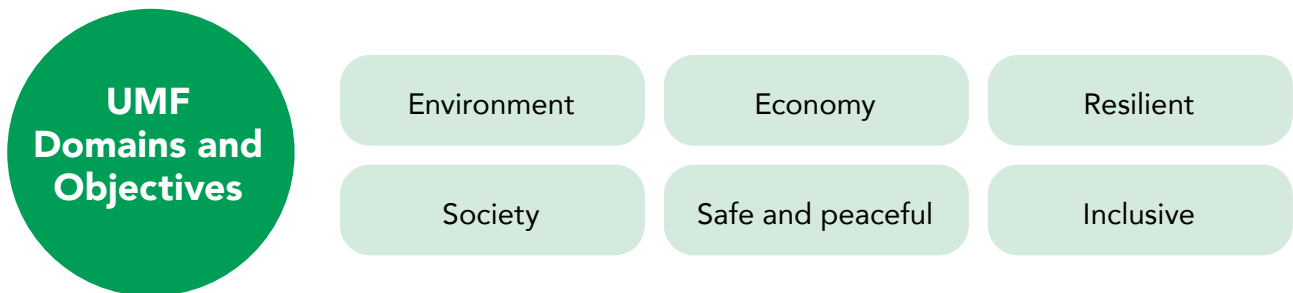 UMF
Domains and
Objectives
Environment
Economy
Resilient
Society
Safe and peaceful
Inclusive